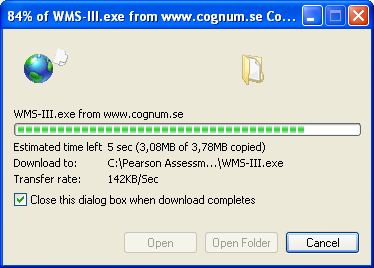 84% of WMS-III.exe from www.cognum.se Co...
WMS-III.exe from www.cognum.se
Estimated time left 5 sec (3,08MB of 3,78MB copied)
Download to: C:\Pearson Assessm...\WMS-III.exe
Transfer rate: 142KB/Sec
Close this dialog box when download completes
Open Open Folder Cancel